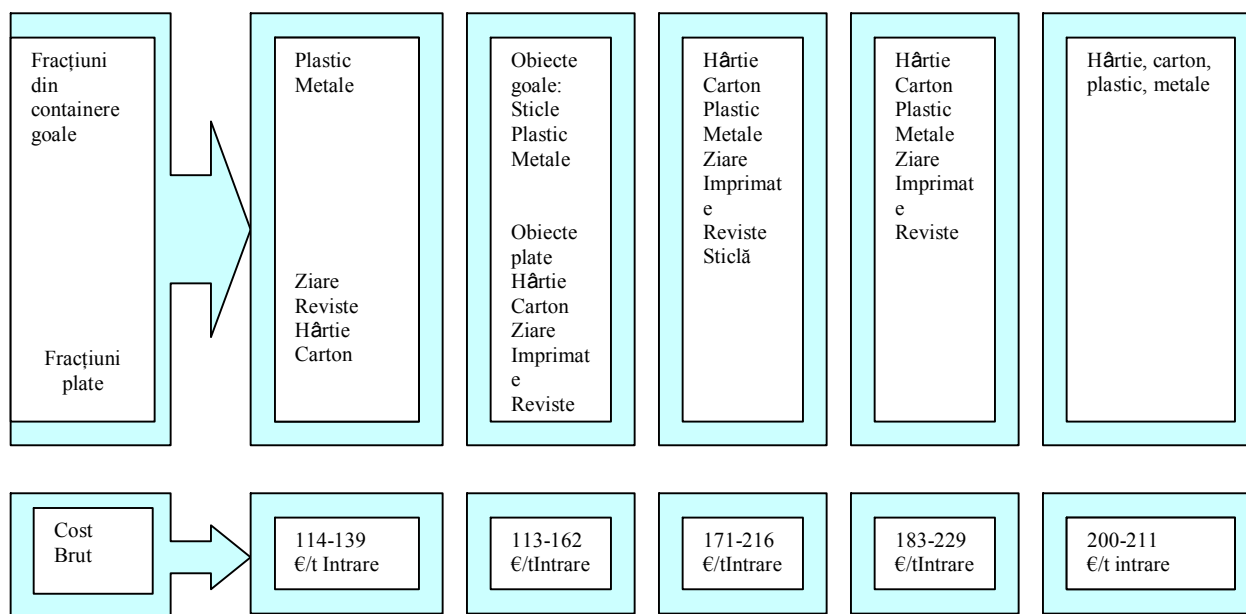 Fracțiuni
din
containere
goale
Fracțiuni
plate
Plastic
Metale
Ziare
Reviste
Hârtie
Carton
Obiecte
goale:
Sticle
Plastic
Metale
Obiecte
plate
Hârtie
Carton
Ziare
Imprimat
e
Reviste
Hârtie
Carton
Plastic
Metale
Ziare
Imprimat
e
Reviste
Sticlă
Hârtie
Carton
Plastic
Metale
Ziare
Imprimat
e
Reviste
Hârtie, carton,
plastic, metale
Cost
Brut
114-139
€/t Intrare
113-162
€/tIntrare
171-216
€/tIntrare
183-229
€/tIntrare
200-211
€/t intrare